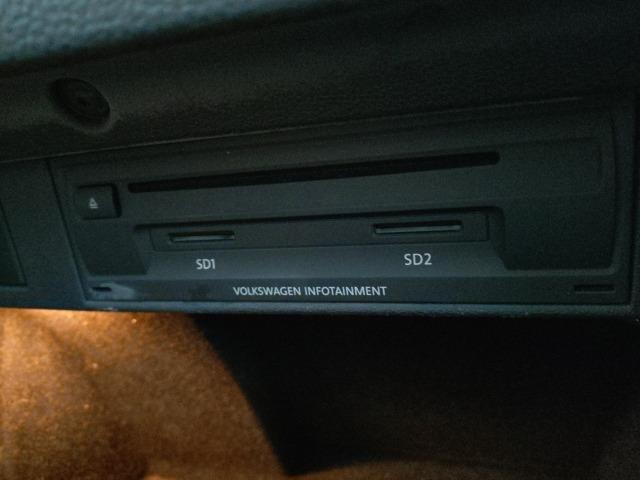 SD1 SD2
VOLKSWAGEN INFOTAINMENT